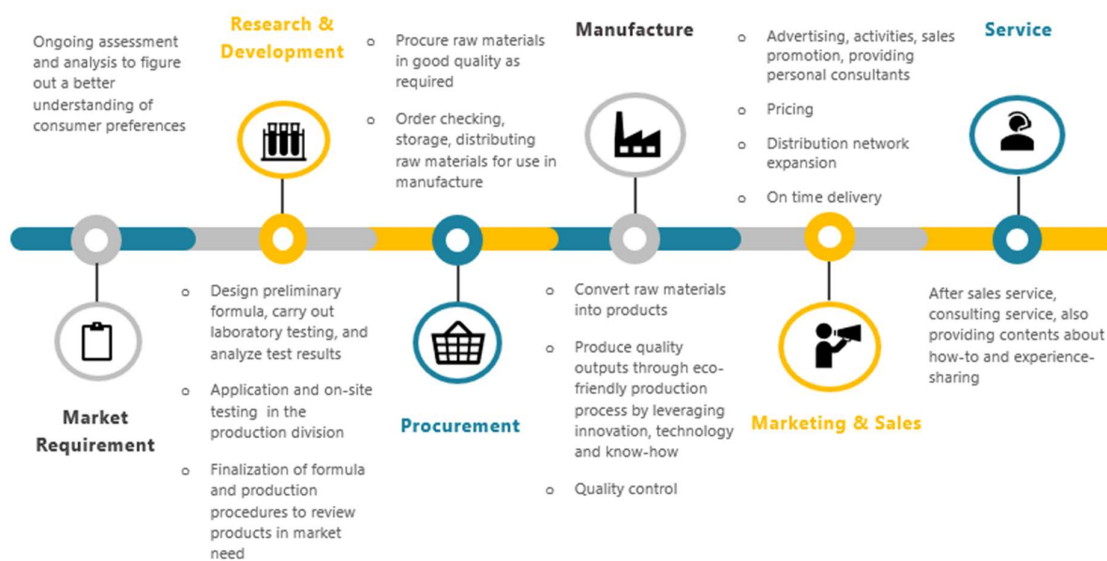 Ongoing assessment
and analysis to figure
out a better
understanding of
consumer preferences
Market
Requirement
Research &
Development
o Design preliminary
formula, carry out
laboratory testing, and
analyze test results
o Application and on-site
testing in the
production division
o Finalization of formula
and production
procedures to review
products in market
need
o Procure raw materials
in good quality as
required
o Order checking,
storage, distributing
raw materials for use in
manufacture
Procurement
Manufacture
o Convert raw materials
into products
o Produce quality
outputs through eco-
friendly production
process by leveraging
innovation, technology
and know-how
o Quality control
o Advertising, activities, sales
promotion, providing
personal consultants
o Pricing
o Distribution network
expansion
o On time delivery
Marketing & Sales
Service
After sales service,
consulting service, also
providing contents about
how-to and experience-
sharing